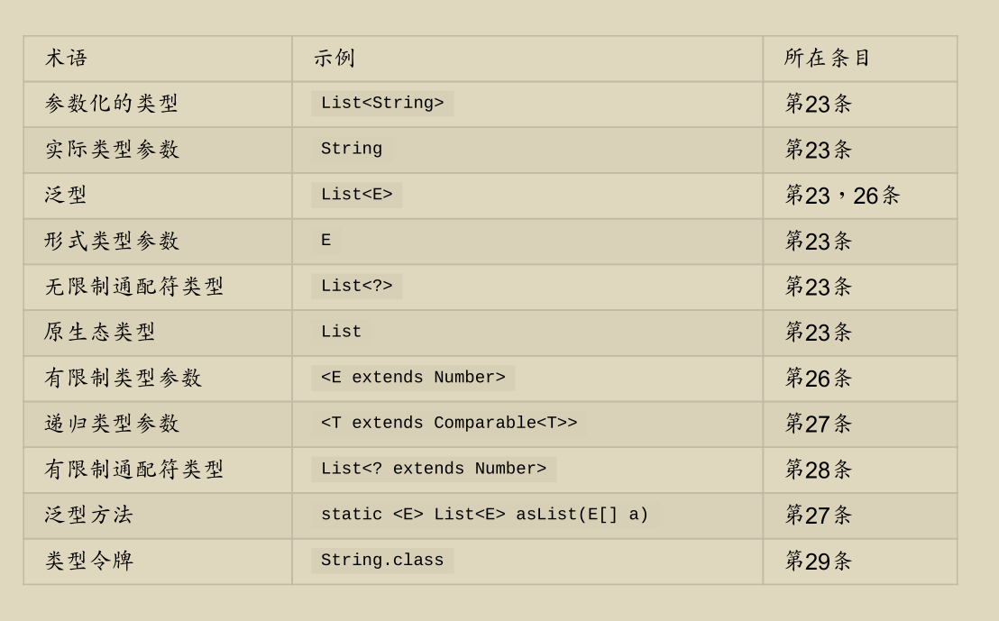 术语 示例 所在条目
参数化的类型 List<String> 第23条
实际类型参数 String 第23条
泛型 List<E> 第23，26条
形式类型参数 E 第23条
无限制通配符类型 List<?> 第23条
原生态类型 List 第23条
有限制类型参数 <E extends Number> 第26条
递归类型参数 <T extends Comparable<T>> 第27条
有限制通配符类型 List<? extends Number> 第28条
泛型方法 static <E> List<E> asList(E[] a) 第27条
类型令牌 String.class 第29条